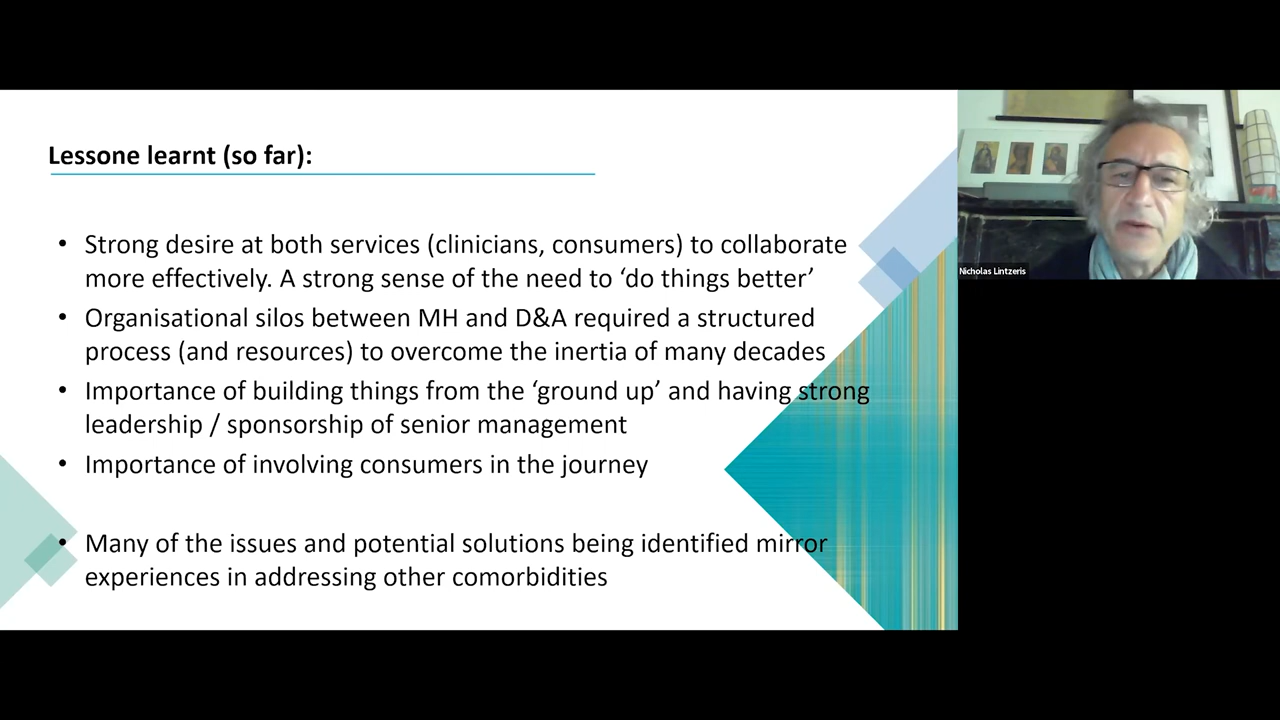 Lessone learnt (so far):
• Strong desire at both services (clinicians, consumers) to collaborate
more effectively. A strong sense of the need to ‘do things better’
• Organisational silos between MH and D&A required a structured
process (and resources) to overcome the inertia of many decades
• Importance of building things from the ‘ground up’ and having strong
leadership / sponsorship of senior management
• Importance of involving consumers in the journey
• Many of the issues and potential solutions being identified mirror
experiences in addressing other comorbidities
Nicholas Lintzeris